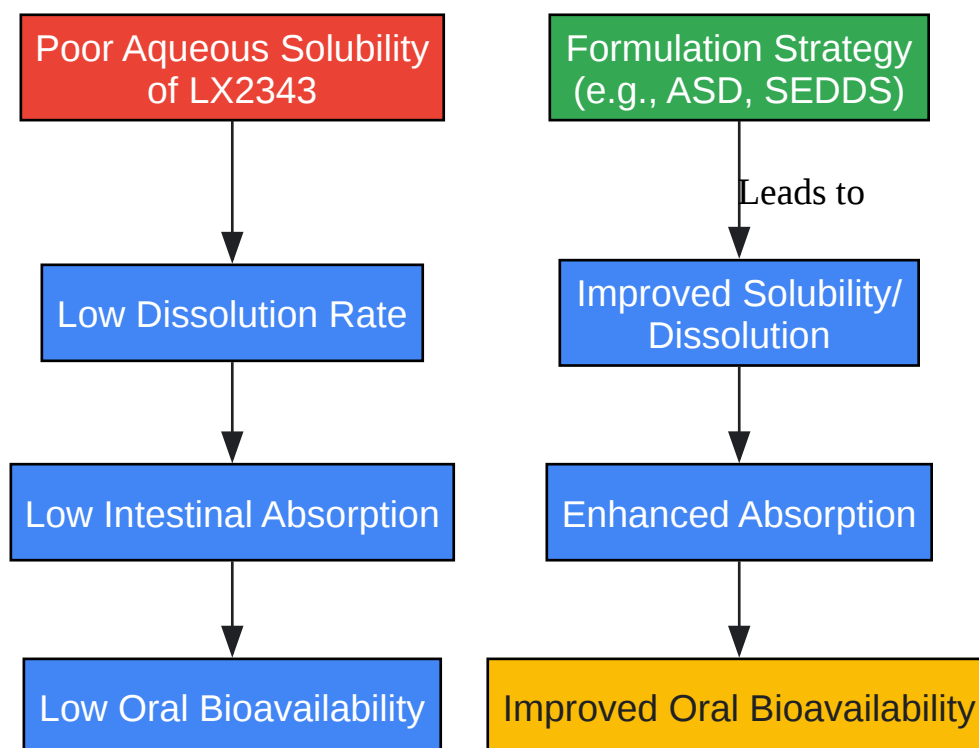 Poor Aqueous Solubility
of LX2343
Low Dissolution Rate
Low Intestinal Absorption
Low Oral Bioavailability
Formulation Strategy
(e.g., ASD, SEDDS)
Leads to
Improved Solubility/
Dissolution
Enhanced Absorption
Improved Oral Bioavailability